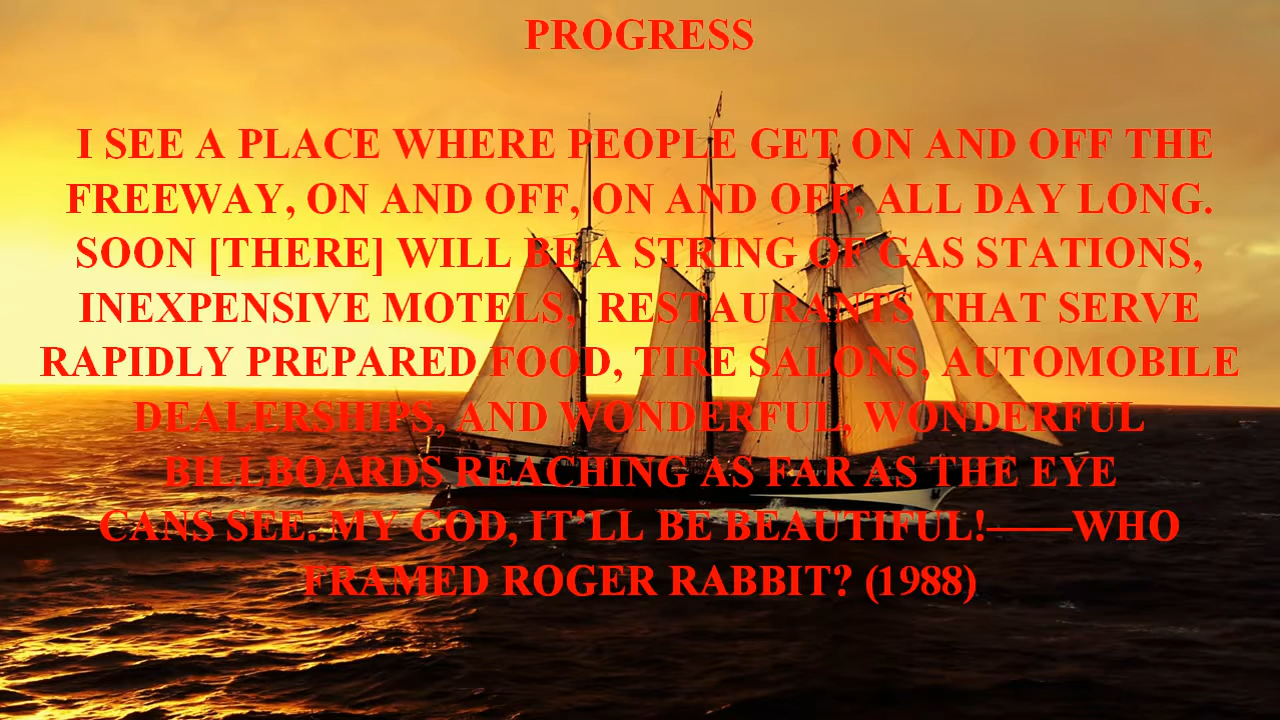 PROGRESS
I SEE A PLACE WHERE PEOPLE GET ON AND OFF THE
FREEWAY, ON AND OFF, ON AND OFF, ALL DAY LONG.
SOON [THERE] WILL BE A STRING OF GAS STATIONS,
INEXPENSIVE MOTELS, RESTAURANTS THAT SERVE
RAPIDLY PREPARED FOOD, TIRE SALONS, AUTOMOBILE
DEALERSHIPS, AND WONDERFUL, WONDERFUL
BILLBOARDS REACHING AS FAR AS THE EYE
CANS SEE. MY GOD, IT’LL BE BEAUTIFUL!——WHO
FRAMED ROGER RABBIT? (1988)